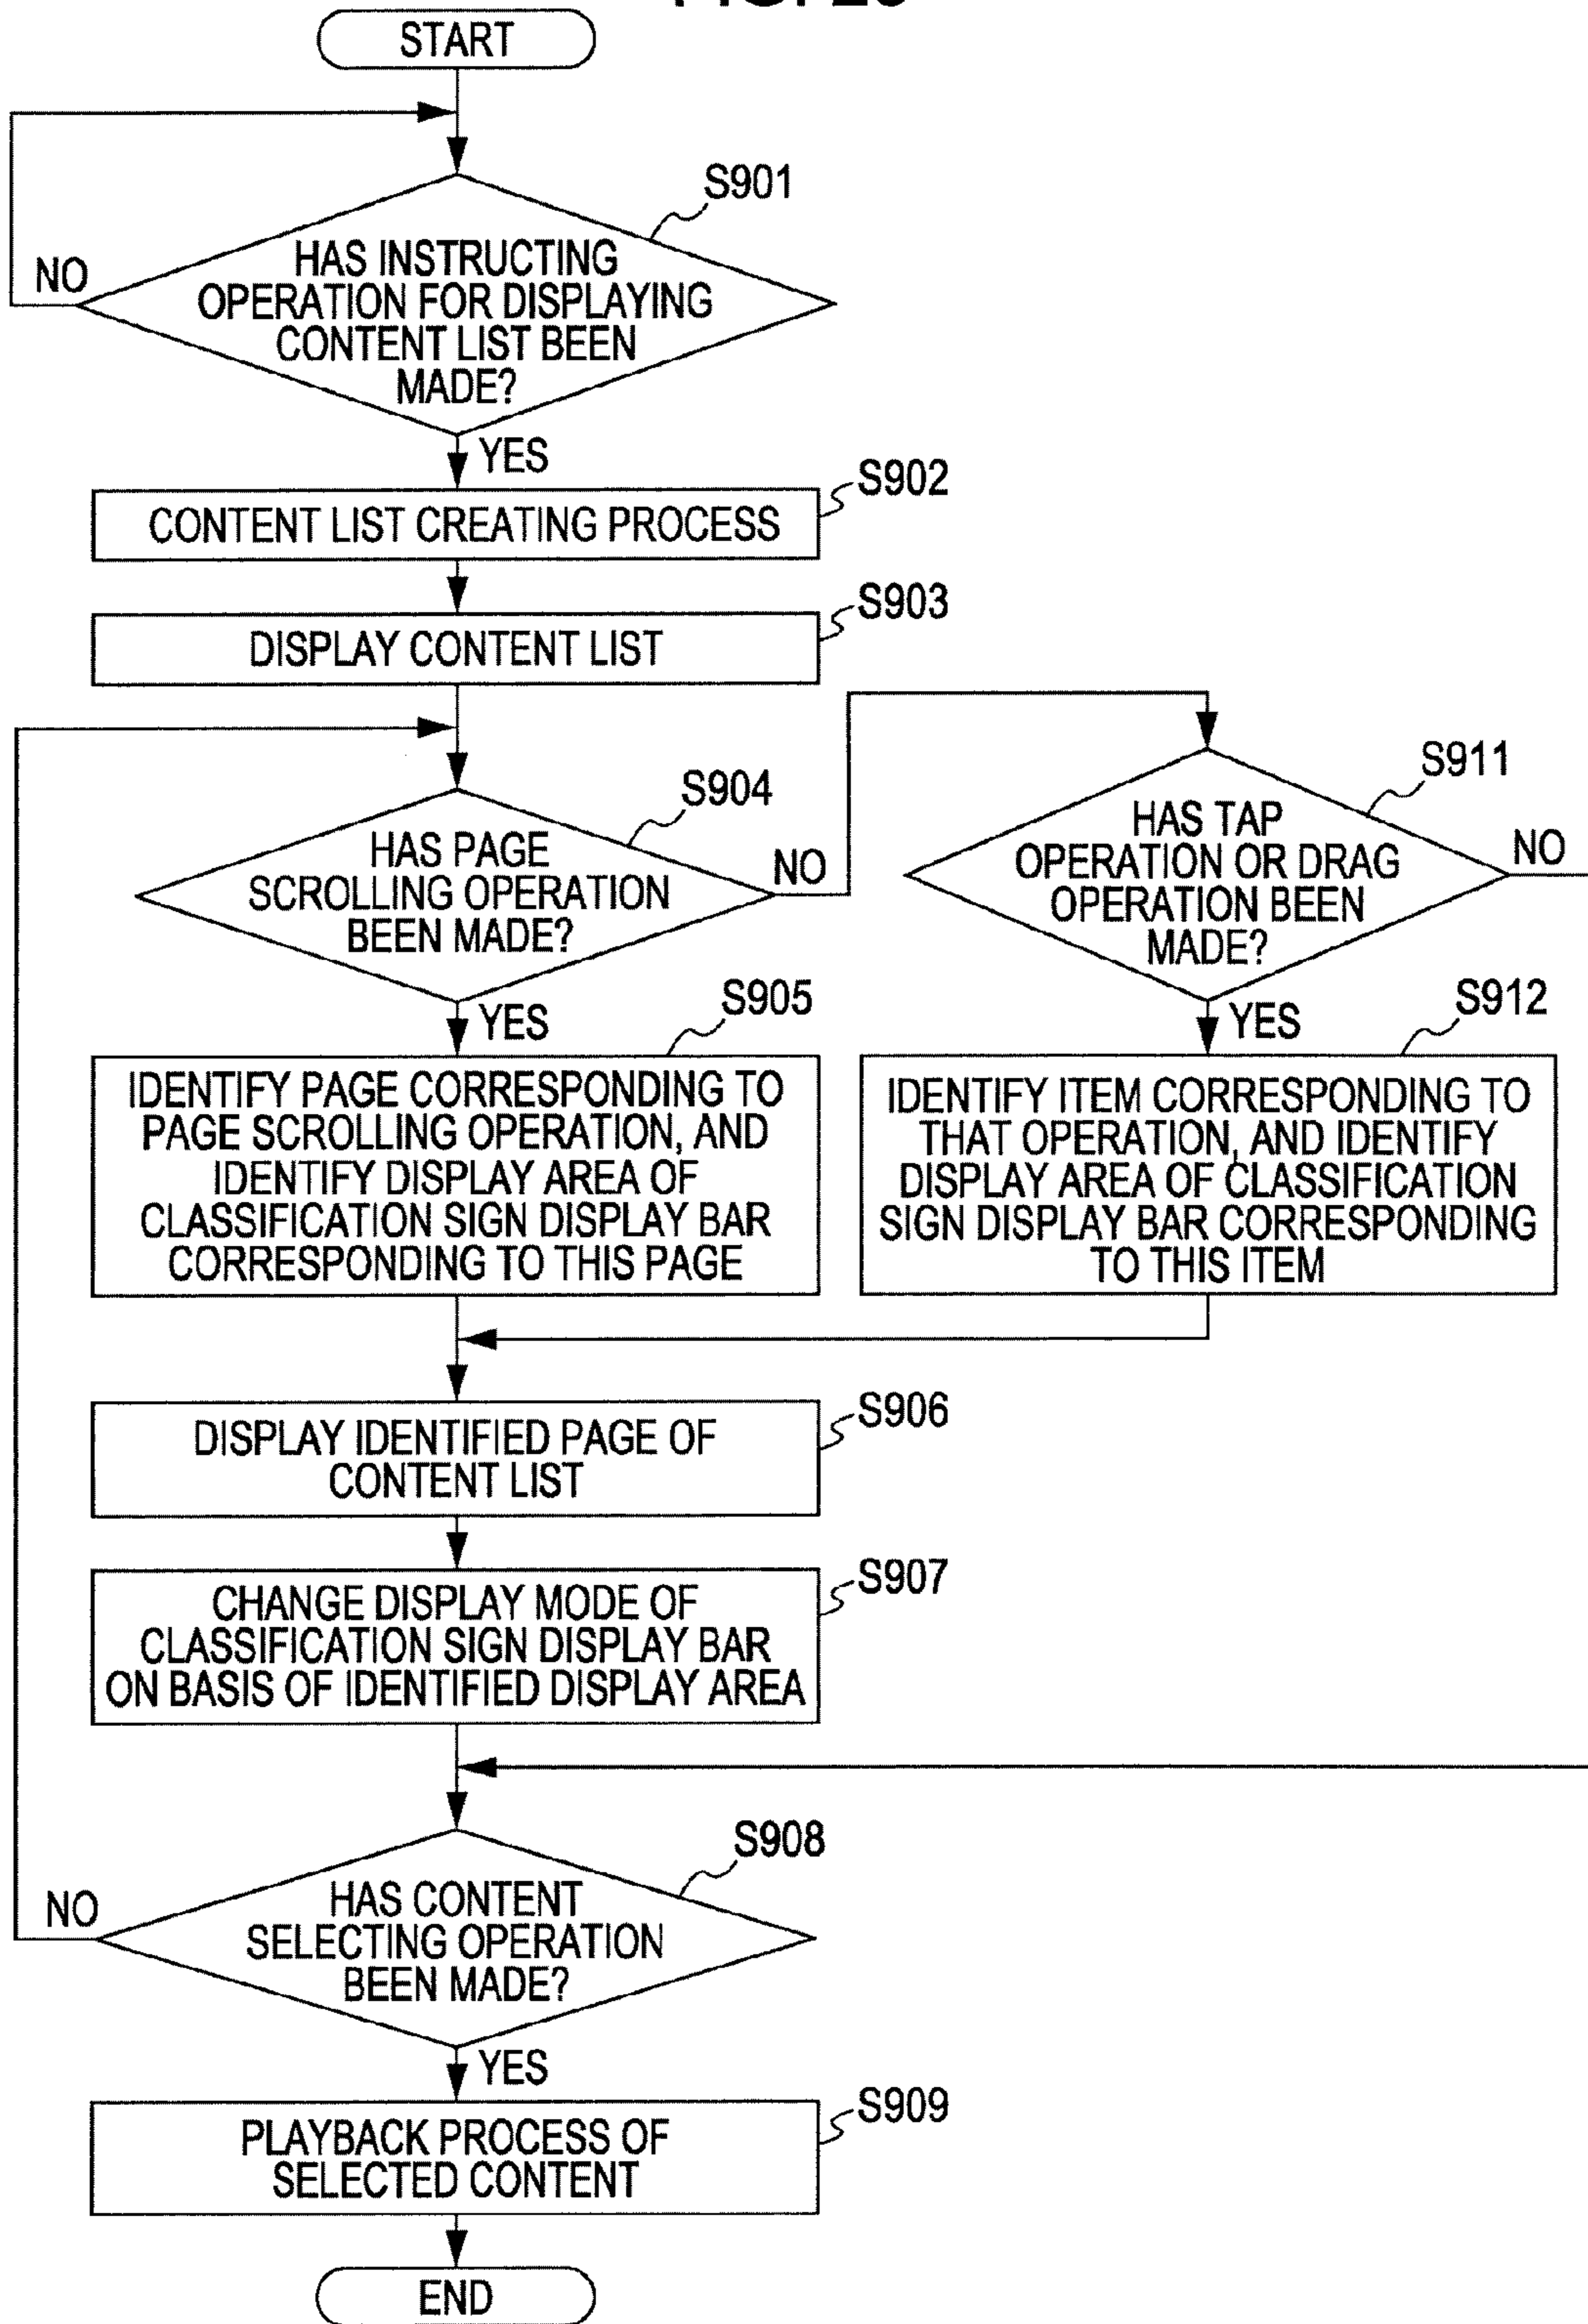 START
S901
HAS INSTRUCTING
OPERATION FOR DISPLAYING
CONTENT LIST BEEN
MADE?
NO
YES
S902
CONTENT LIST CREATING PROCESS
S903
DISPLAY CONTENT LIST
S904
HAS PAGE
SCROLLING OPERATION
BEEN MADE?
NO
YES
S911
HAS TAP
OPERATION OR DRAG
OPERATION BEEN
MADE?
NO
YES
S905
IDENTIFY PAGE CORRESPONDING TO
PAGE SCROLLING OPERATION, AND
IDENTIFY DISPLAY AREA OF
CLASSIFICATION SIGN DISPLAY BAR
CORRESPONDING TO THIS PAGE
S912
IDENTIFY ITEM CORRESPONDING TO
THAT OPERATION, AND IDENTIFY
DISPLAY AREA OF CLASSIFICATION
SIGN DISPLAY BAR CORRESPONDING
TO THIS ITEM
S906
DISPLAY IDENTIFIED PAGE OF
CONTENT LIST
S907
CHANGE DISPLAY MODE OF
CLASSIFICATION SIGN DISPLAY BAR
ON BASIS OF IDENTIFIED DISPLAY AREA
S908
HAS CONTENT
SELECTING OPERATION
BEEN MADE?
NO
YES
S909
PLAYBACK PROCESS OF
SELECTED CONTENT
END